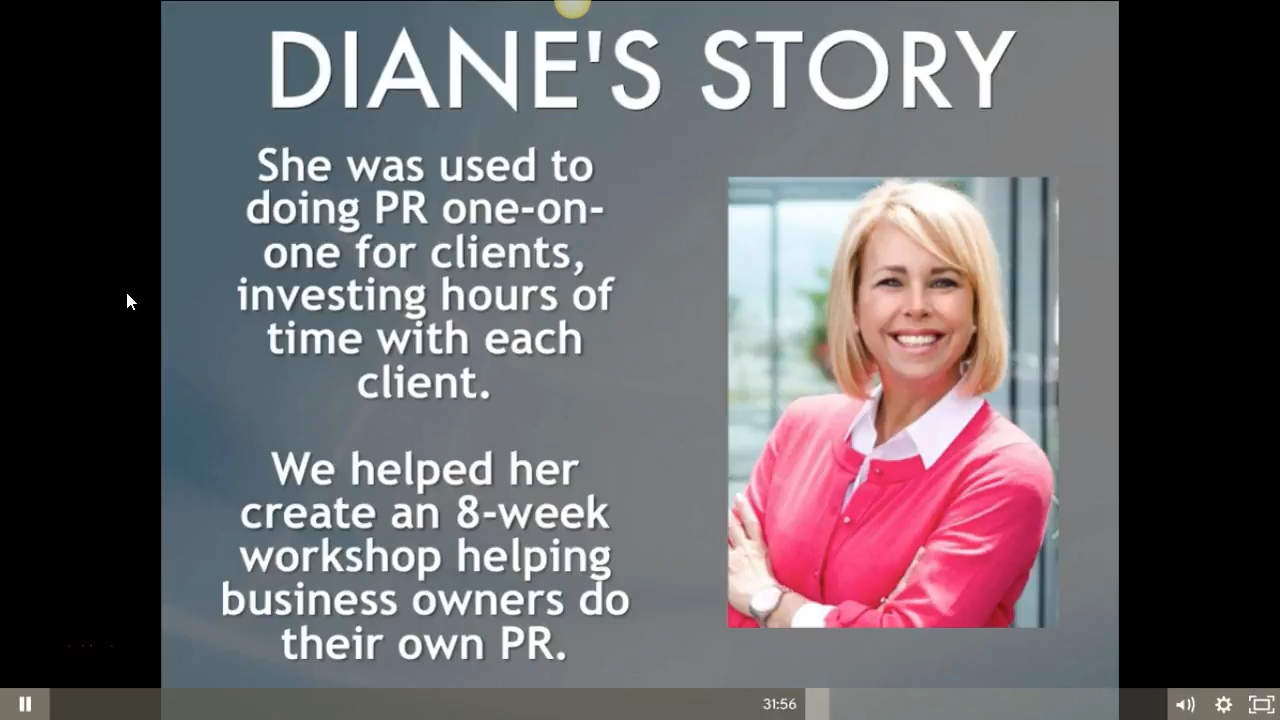 DIANE'S STORY
She was used to
doing PR one-on-
one for clients,
investing hours of
time with each
client.
We helped her
create an 8-week
workshop helping
business owners do
their own PR.
31:56